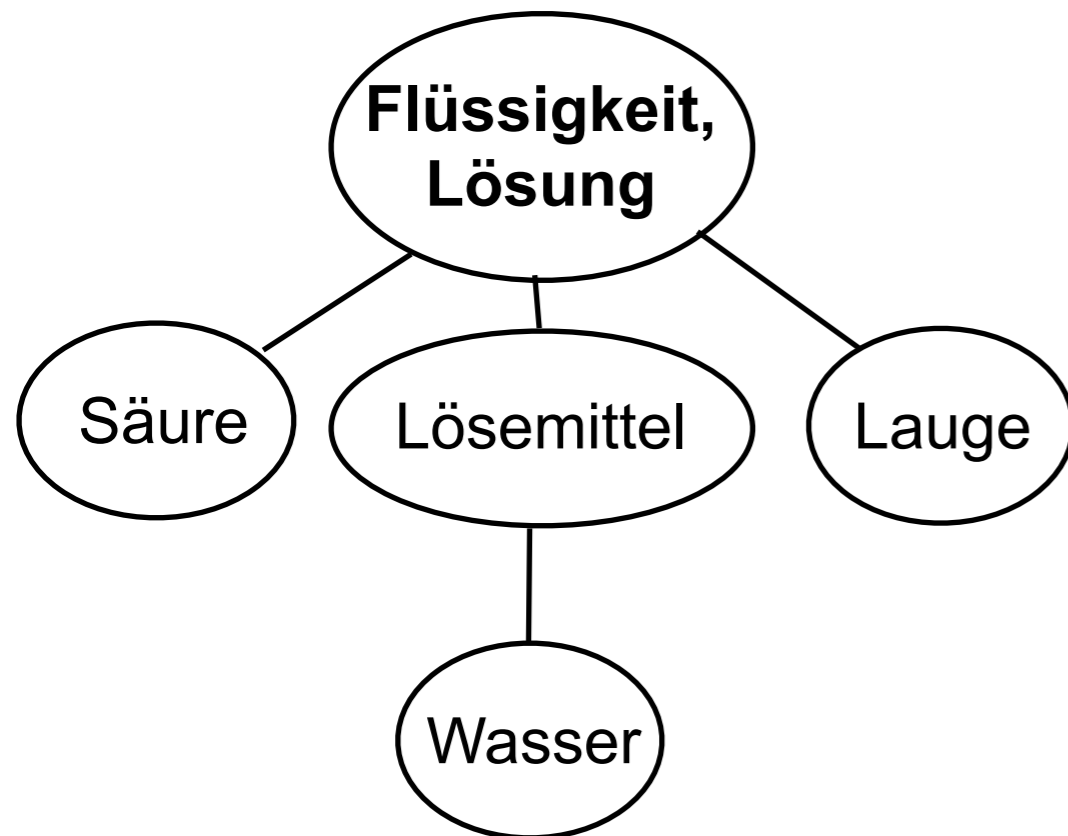 Flüssigkeit,
Lösung
Säure
Lösemittel
Lauge
Wasser